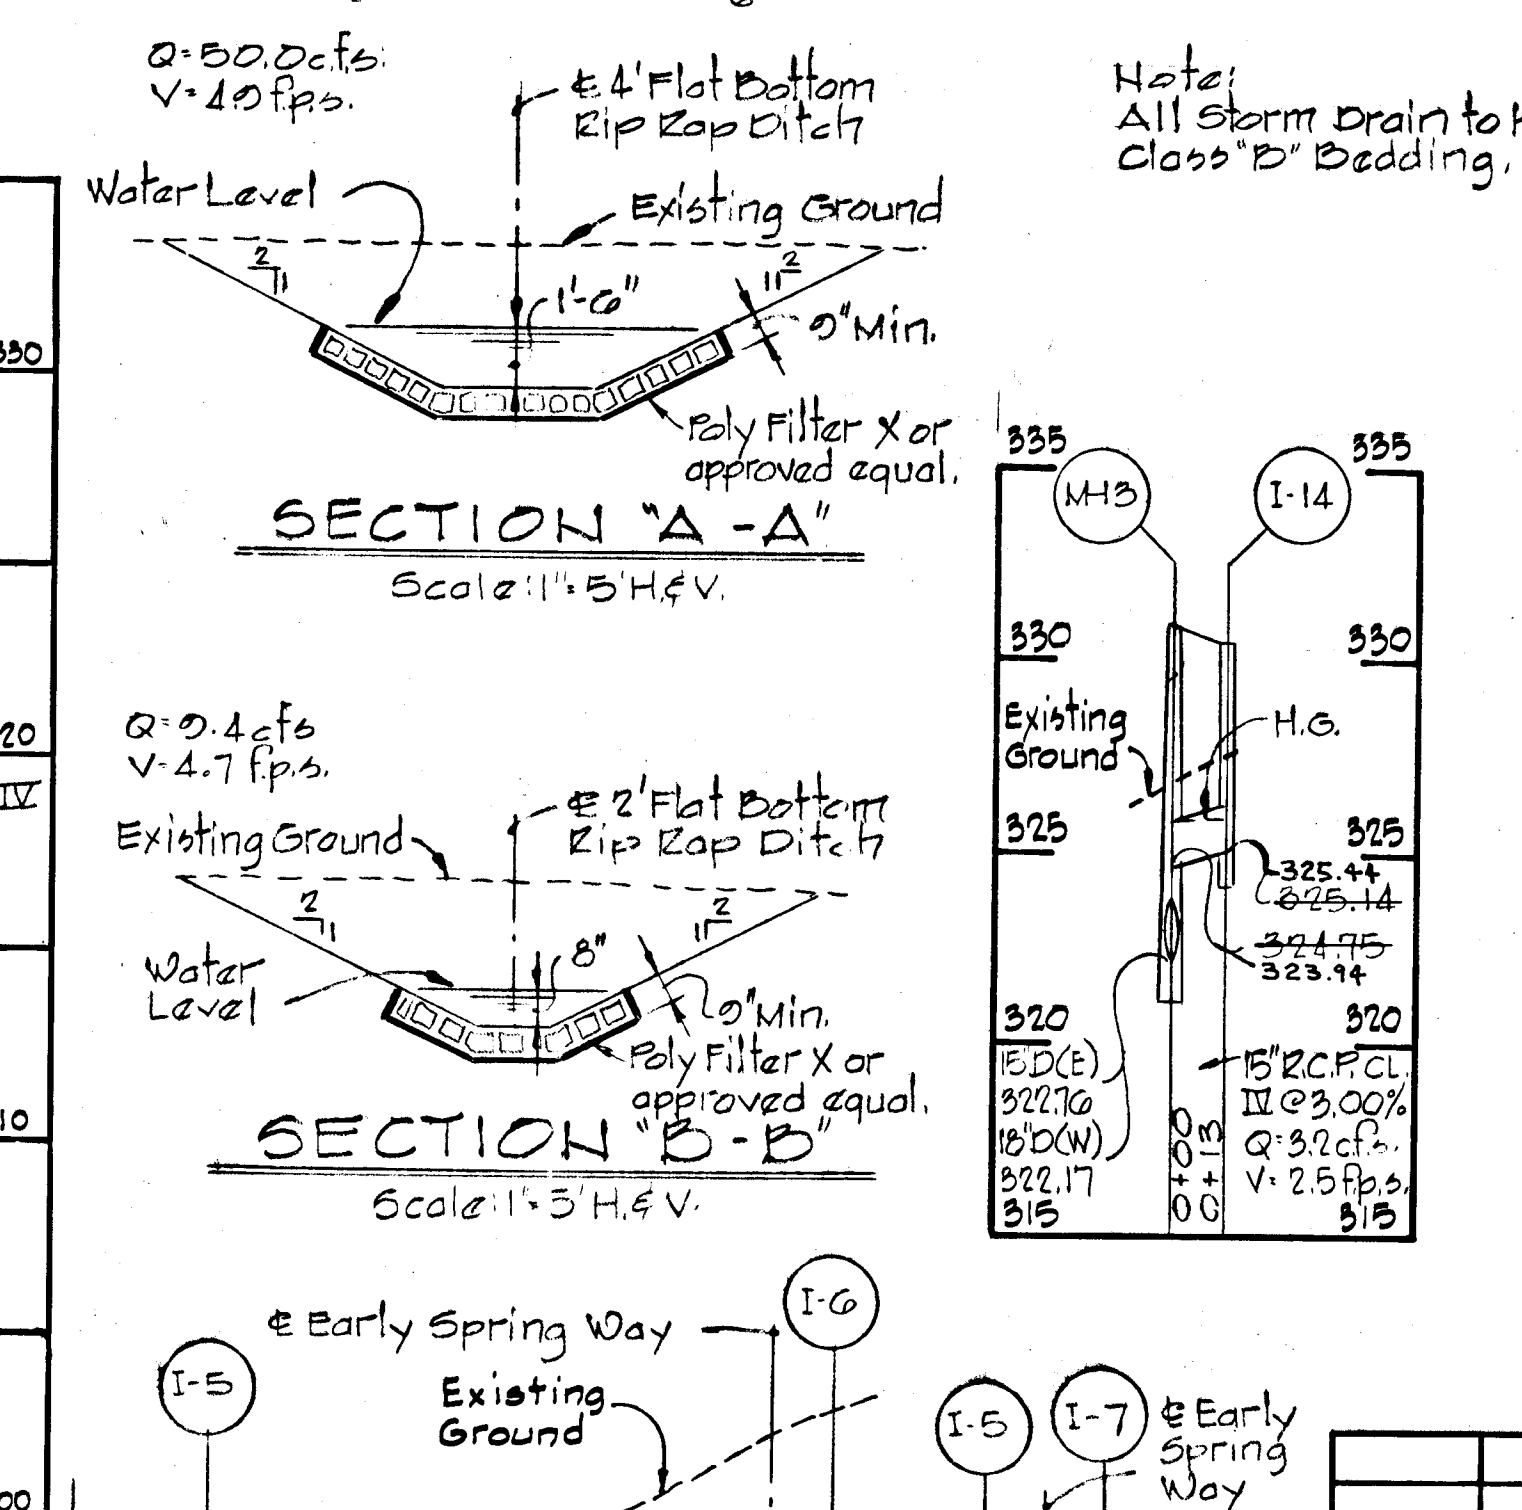 Q=50.0c.f.s.
V=4.9f.p.s.
℄ 4' Flat Bottom
Rip Rap Ditch
Water Level
Existing Ground
2
1
2
1
1'-6"
9"Min.
Poly Filter X or
approved equal.
SECTION "A-A"
Scale: 1"=5' H.&V.
Note:
All Storm Drain to
Class "B" Bedding.
330
20
IV
10
00
Q=9.4cfs
V=4.7 f.p.s.
℄ 2' Flat Bottom
Rip Rap Ditch
Existing Ground
2
1
2
1
Water
Level
8"
9"Min.
Poly Filter X or
approved equal.
SECTION "B-B"
Scale: 1"=5' H.& V.
335
MH3
I-14
335
330
330
Existing
Ground
H.G.
325
325
325.44
325.14
324.75
323.94
320
320
15"D(E)
322.76
18"D(W)
322.17
315
0+00
0+13
15"R.C.P. CL.
IV @ 3.00%
Q=3.2c.f.s.
V=2.5f.p.s.
315
℄ Early Spring Way
I-6
I-5
Existing
Ground
I-5
I-7
℄ Early
Spring
Way